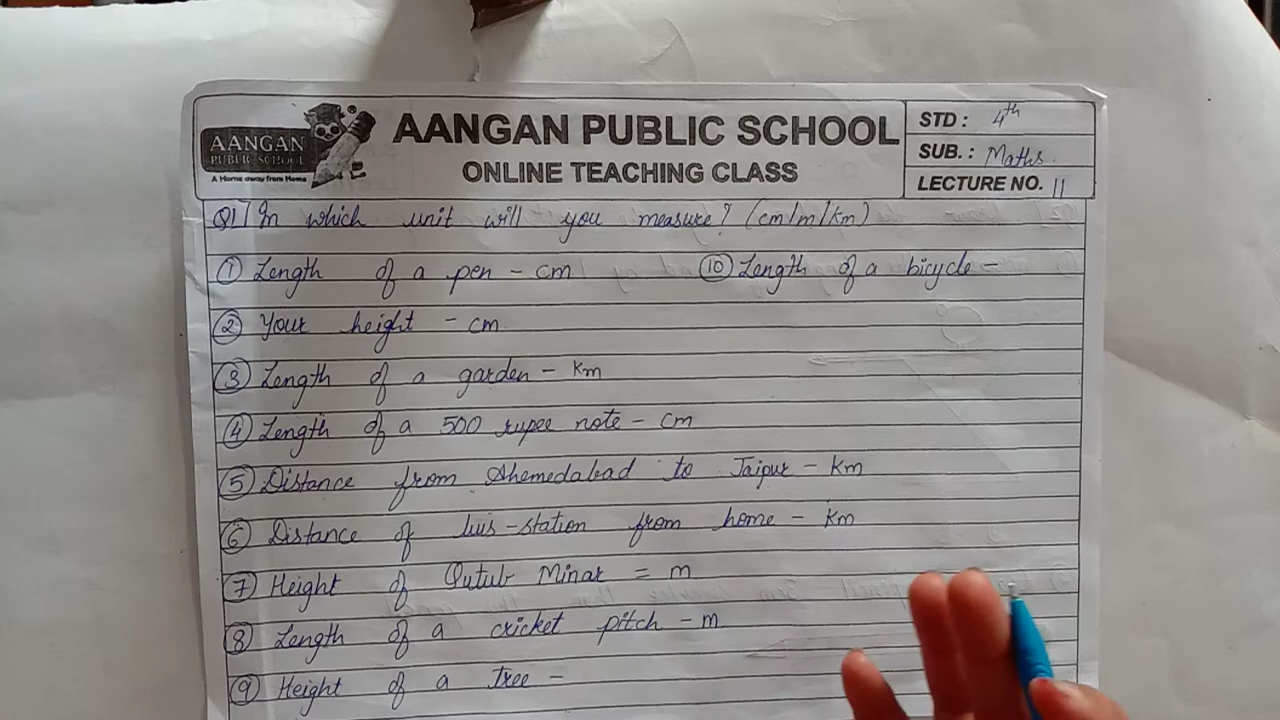 AANGAN
PUBLIC SCHOOL
A Home away from Home
AANGAN PUBLIC SCHOOL
ONLINE TEACHING CLASS
STD : 4th
SUB. : Maths.
LECTURE NO. 11
Q1] In which unit will you measure? (cm/m/km)
① Length of a pen - cm
② Your height - cm
③ Length of a garden - km
④ Length of a 500 rupee note - cm
⑤ Distance from Ahemedabad to Jaipur - km
⑥ Distance of bus-station from home - km
⑦ Height of Qutub Minar = m
⑧ Length of a cricket pitch - m
⑨ Height of a tree -
⑩ Length of a bicycle -